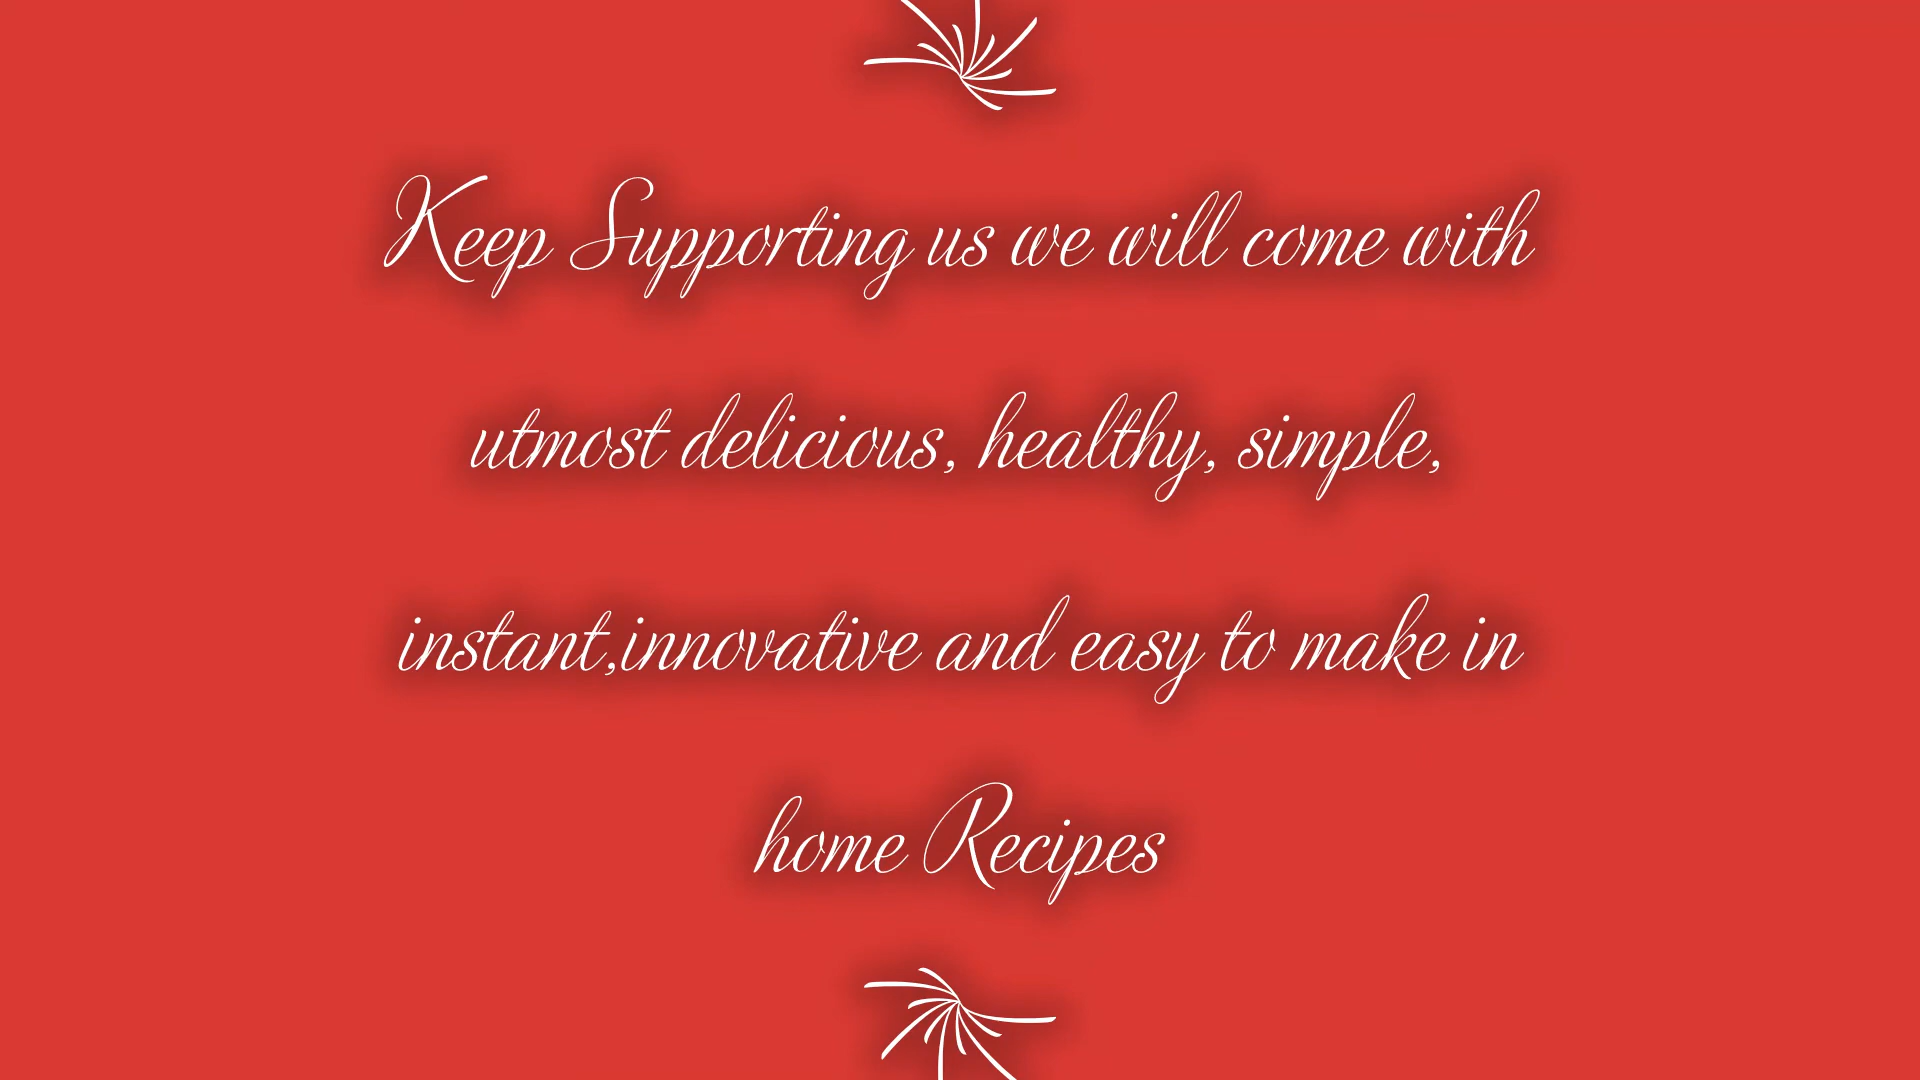 Keep Supporting us we will come with
utmost delicious, healthy, simple,
instant,innovative and easy to make in
home Recipes